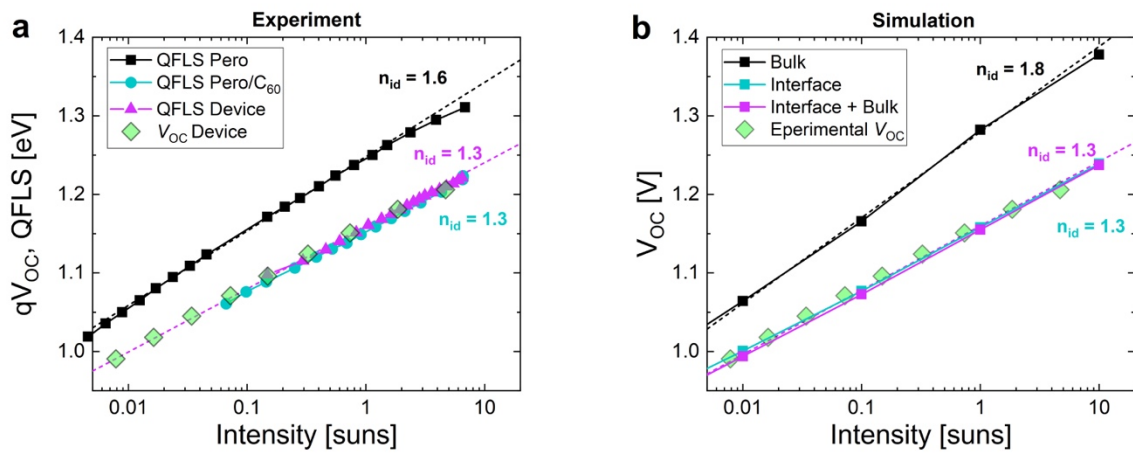 a
Experiment
qV_OC, QFLS [eV]
1.4
1.3
1.2
1.1
1.0
QFLS Pero
QFLS Pero/C_60
QFLS Device
V_OC Device
n_id = 1.6
n_id = 1.3
n_id = 1.3
0.01 0.1 1 10
Intensity [suns]
b
Simulation
V_OC [V]
1.4
1.3
1.2
1.1
1.0
Bulk
Interface
Interface + Bulk
Eperimental V_OC
n_id = 1.8
n_id = 1.3
n_id = 1.3
0.01 0.1 1 10
Intensity [suns]